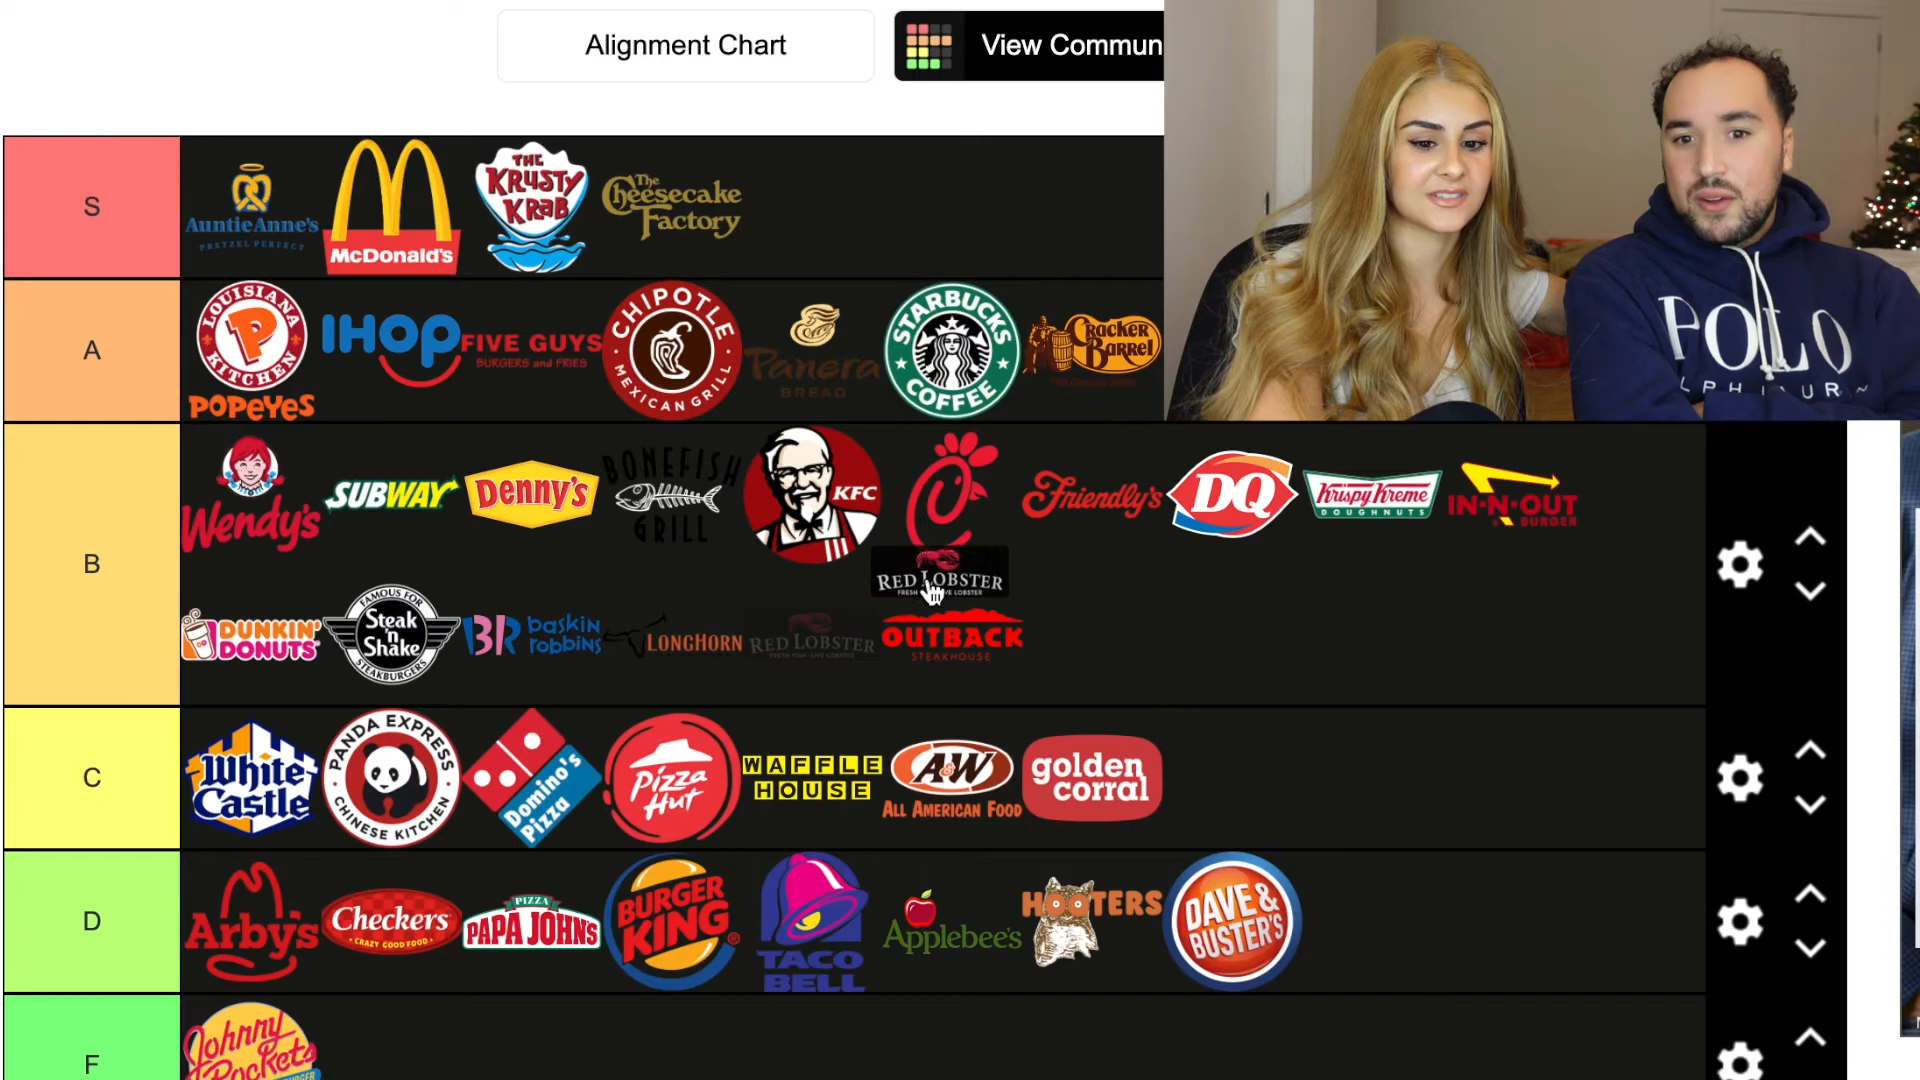 Alignment Chart
View Commun
S
AuntieAnne's
PRETZEL PERFECT
McDonald's
THE
KRUSTY
KRAB
The
Cheesecake
Factory
A
LOUISIANA
KITCHEN
POPEYES
IHOP
FIVE GUYS
BURGERS and FRIES
CHIPOTLE
MEXICAN GRILL
Panera
BREAD
STARBUCKS
COFFEE
Cracker
Barrel
POLO
B
Wendy's
SUBWAY
Denny's
BONEFISH
GRILL
KFC
Friendly's
DQ
Krispy Kreme
DOUGHNUTS
IN-N-OUT
BURGER
DUNKIN'
DONUTS
FAMOUS FOR
Steak
'n
Shake
STEAKBURGERS
BR
baskin
robbins
LONGHORN
RED LOBSTER
FRESH FISH • LIVE LOBSTER
RED LOBSTER
OUTBACK
STEAKHOUSE
C
White
Castle
PANDA EXPRESS
CHINESE KITCHEN
Domino's
Pizza
Pizza
Hut
WAFFLE
HOUSE
A&W
ALL AMERICAN FOOD
golden
corral
D
Arby's
Checkers
CRAZY GOOD FOOD
PIZZA
PAPA JOHN'S
BURGER
KING
®
TACO
BELL
Applebee's
HOOTERS
DAVE &
BUSTER'S
F
Johnny
Rockets